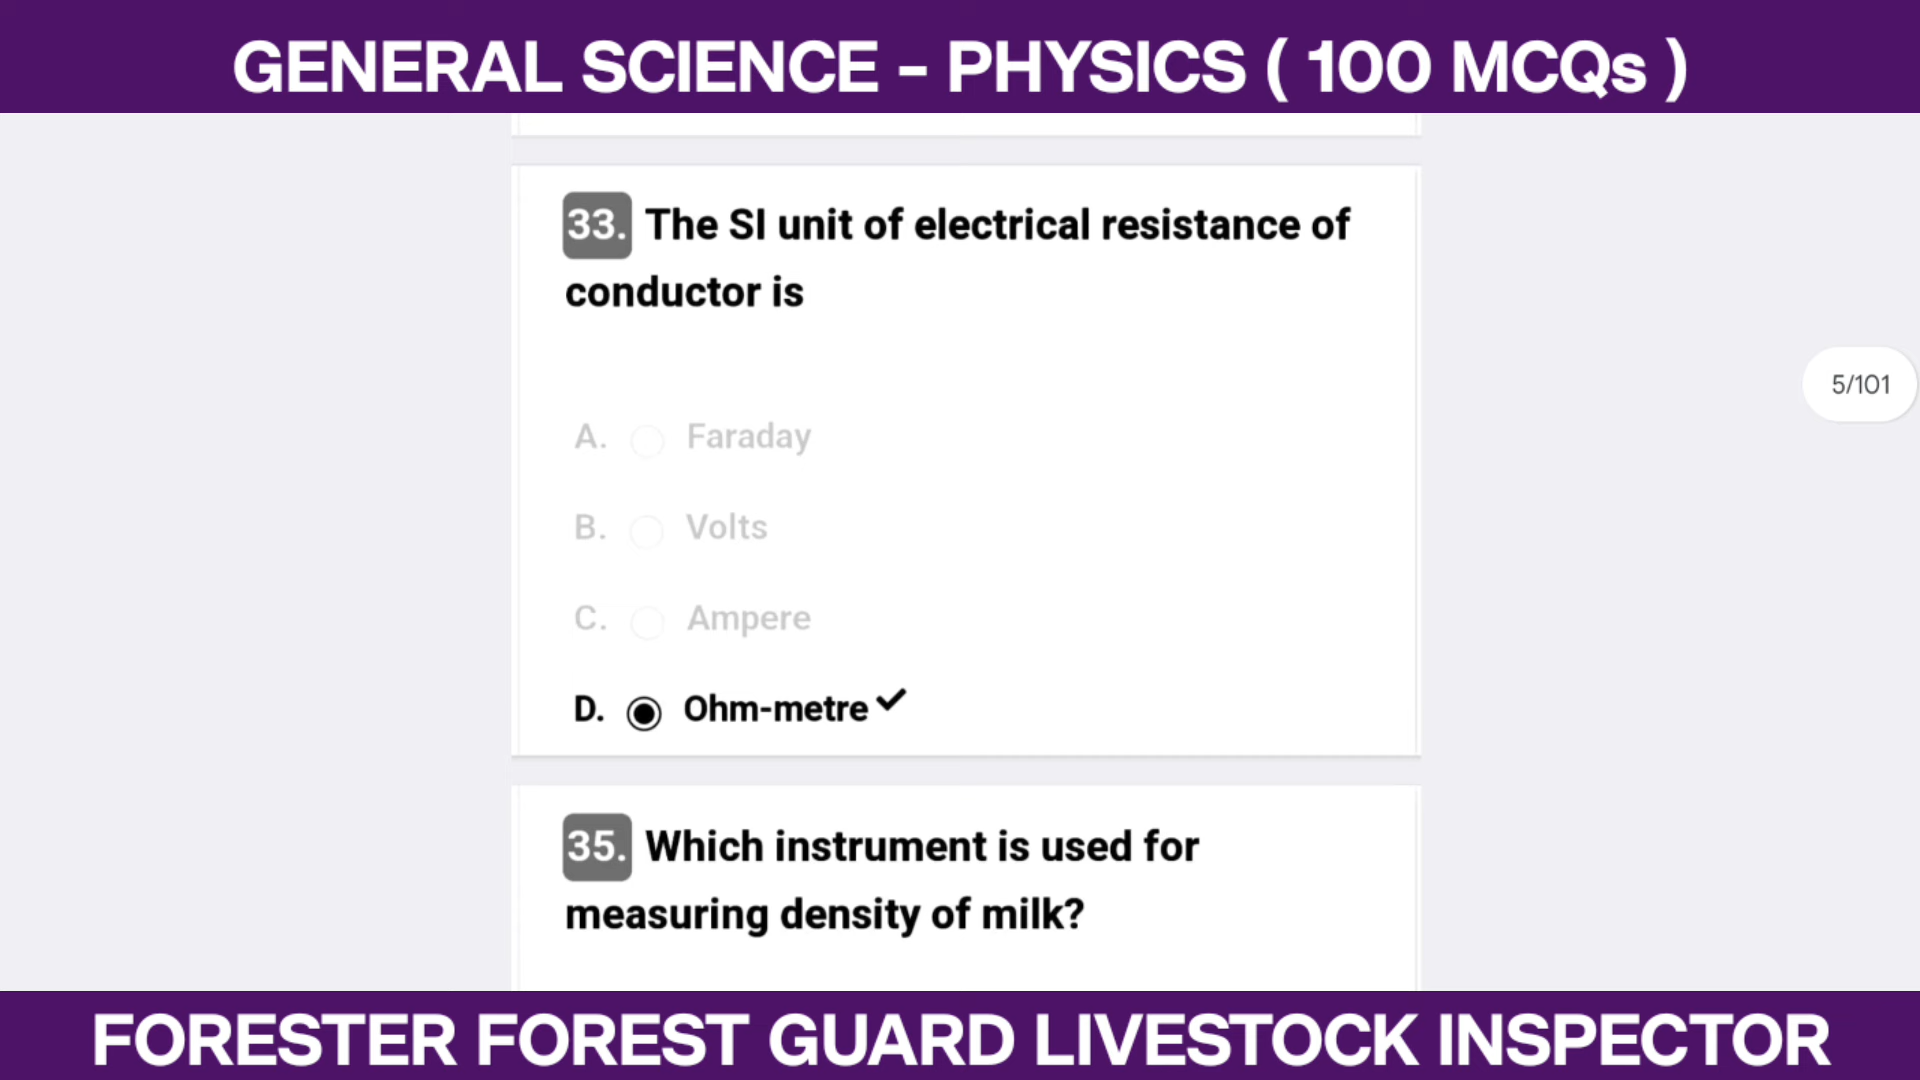 GENERAL SCIENCE - PHYSICS ( 100 MCQs )
33. The SI unit of electrical resistance of
conductor is
5/101
A. Faraday
B. Volts
C. Ampere
D. Ohm-metre
35. Which instrument is used for
measuring density of milk?
FORESTER FOREST GUARD LIVESTOCK INSPECTOR